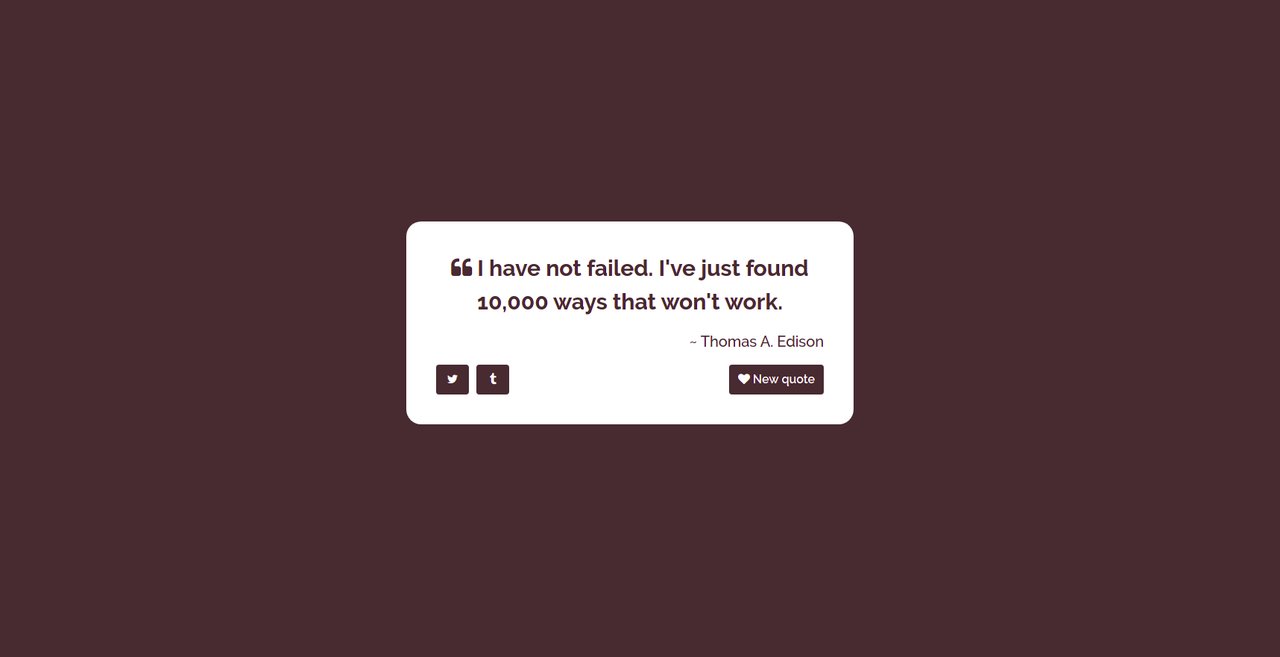 I have not failed. I've just found
10,000 ways that won't work.
~ Thomas A. Edison
New quote